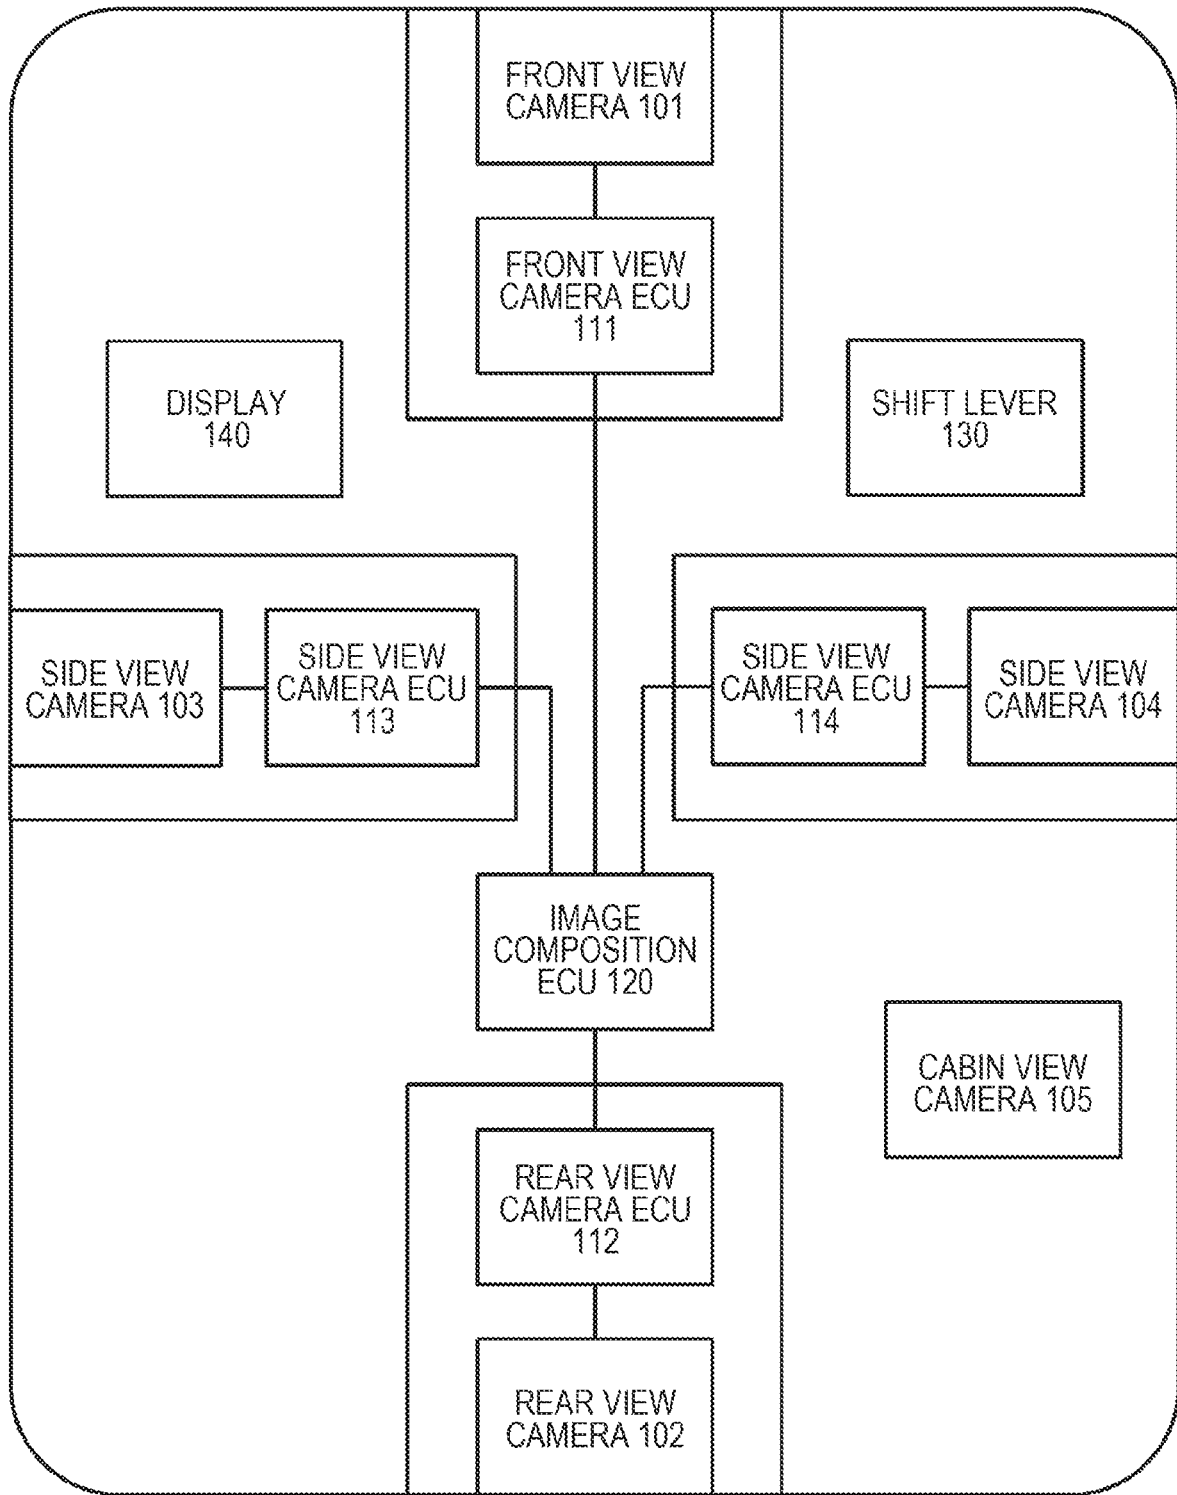 FRONT VIEW
CAMERA 101
FRONT VIEW
CAMERA ECU
111
DISPLAY
140
SHIFT LEVER
130
SIDE VIEW
CAMERA 103
SIDE VIEW
CAMERA ECU
113
SIDE VIEW
CAMERA ECU
114
SIDE VIEW
CAMERA 104
IMAGE
COMPOSITION
ECU 120
CABIN VIEW
CAMERA 105
REAR VIEW
CAMERA ECU
112
REAR VIEW
CAMERA 102